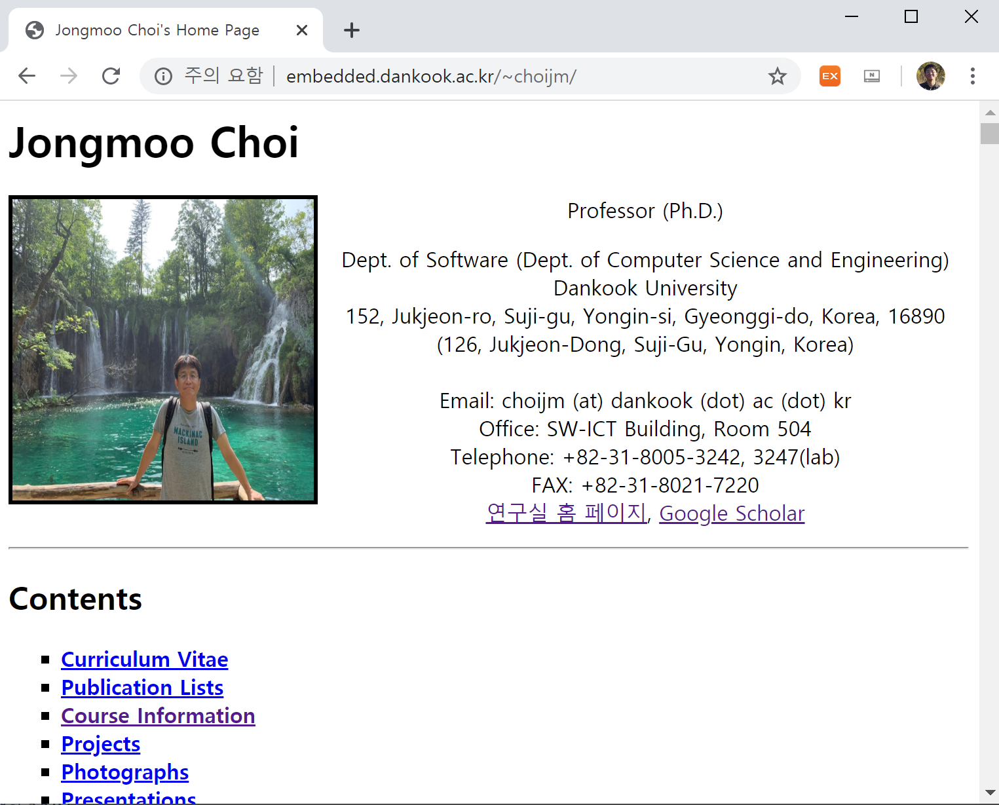 Jongmoo Choi's Home Page
주의 요함 embedded.dankook.ac.kr/~choijm/
EX
N
Jongmoo Choi
MACKINAC
ISLAND
Professor (Ph.D.)
Dept. of Software (Dept. of Computer Science and Engineering)
Dankook University
152, Jukjeon-ro, Suji-gu, Yongin-si, Gyeonggi-do, Korea, 16890
(126, Jukjeon-Dong, Suji-Gu, Yongin, Korea)
Email: choijm (at) dankook (dot) ac (dot) kr
Office: SW-ICT Building, Room 504
Telephone: +82-31-8005-3242, 3247(lab)
FAX: +82-31-8021-7220
연구실 홈 페이지, Google Scholar
Contents
Curriculum Vitae
Publication Lists
Course Information
Projects
Photographs
Presentations